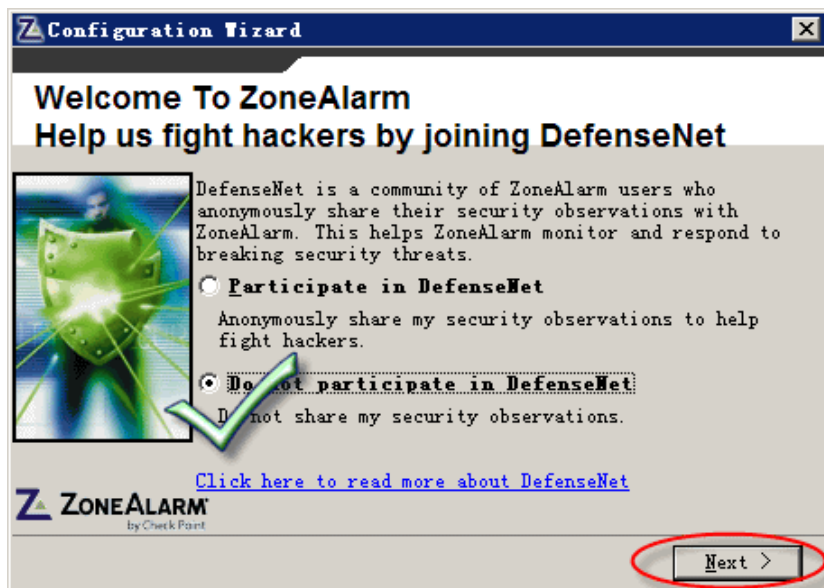 Configuration Wizard
Welcome To ZoneAlarm
Help us fight hackers by joining DefenseNet
DefenseNet is a community of ZoneAlarm users who
anonymously share their security observations with
ZoneAlarm. This helps ZoneAlarm monitor and respond to
breaking security threats.
Participate in DefenseNet
Anonymously share my security observations to help
fight hackers.
Do not participate in DefenseNet
Do not share my security observations.
Click here to read more about DefenseNet
ZONEALARM
by Check Point
Next >